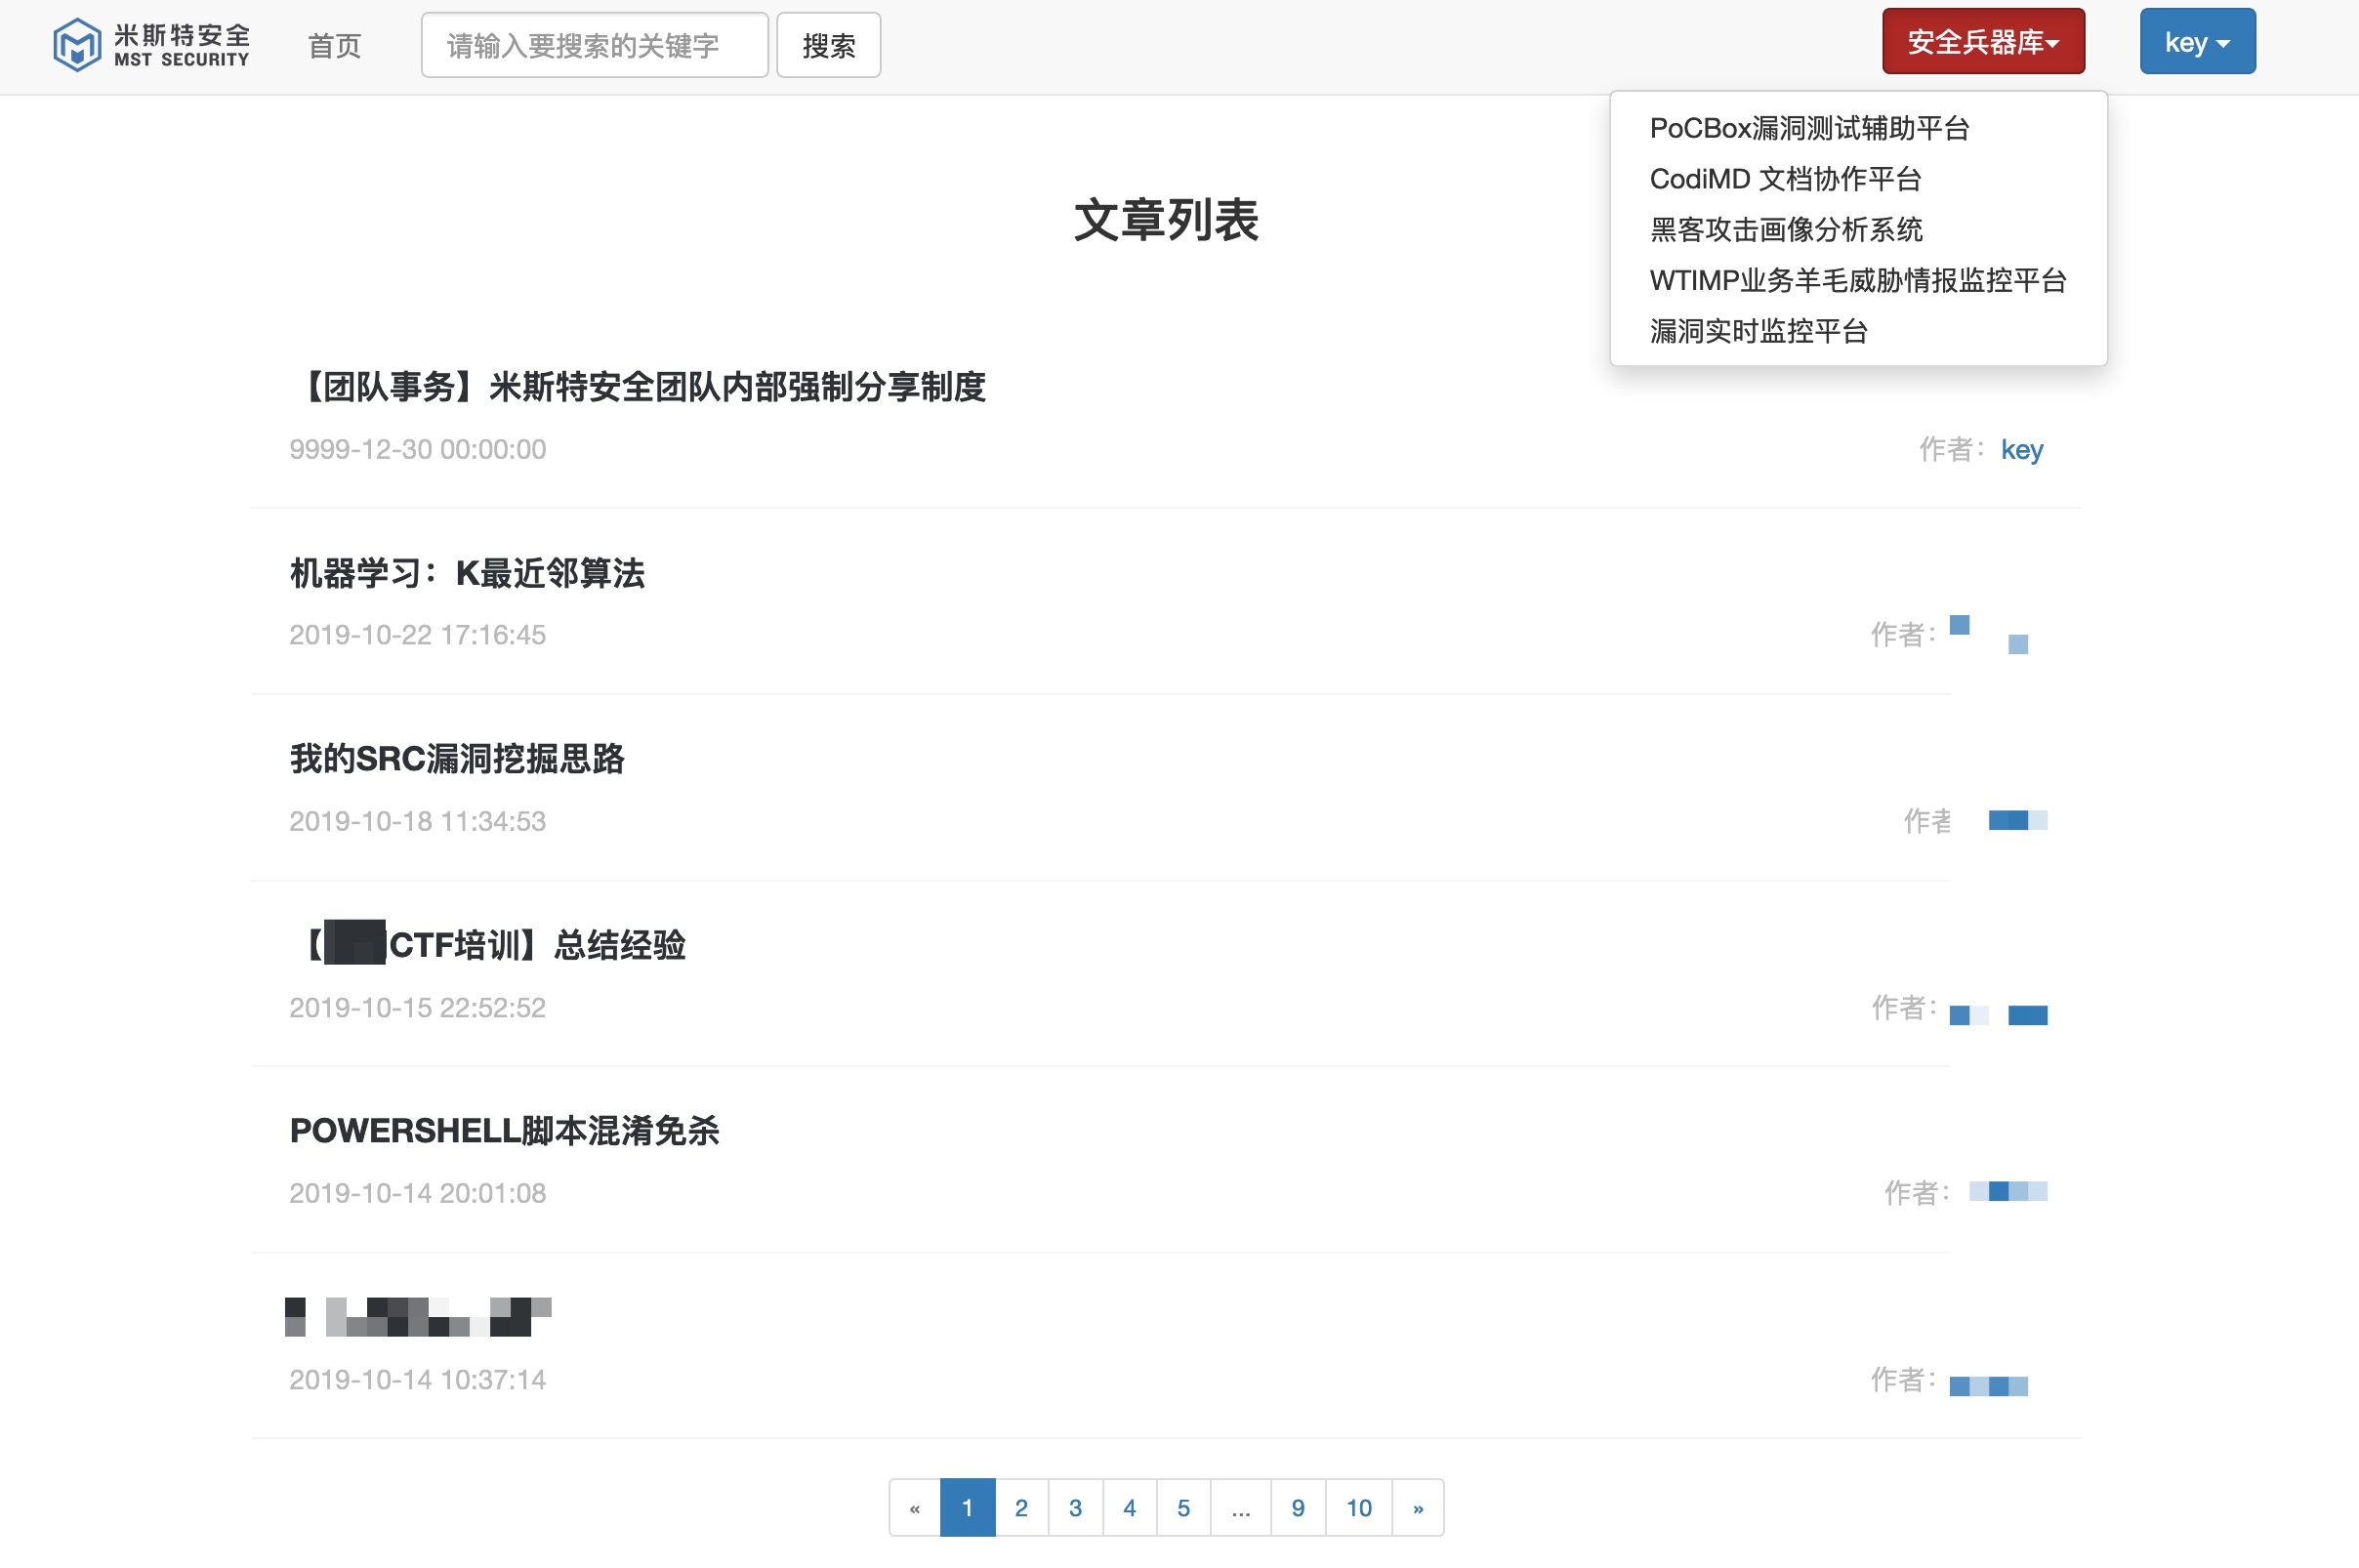 米斯特安全
MST SECURITY
首页
请输入要搜索的关键字
搜索
安全兵器库
key
PoCBox漏洞测试辅助平台
CodiMD 文档协作平台
黑客攻击画像分析系统
WTIMP业务羊毛威胁情报监控平台
漏洞实时监控平台
文章列表
【团队事务】米斯特安全团队内部强制分享制度
9999-12-30 00:00:00
作者：key
机器学习：K最近邻算法
2019-10-22 17:16:45
作者：
我的SRC漏洞挖掘思路
2019-10-18 11:34:53
作者
【CTF培训】总结经验
2019-10-15 22:52:52
作者：
POWERSHELL脚本混淆免杀
2019-10-14 20:01:08
作者：
2019-10-14 10:37:14
作者：
« 1 2 3 4 5 ... 9 10 »